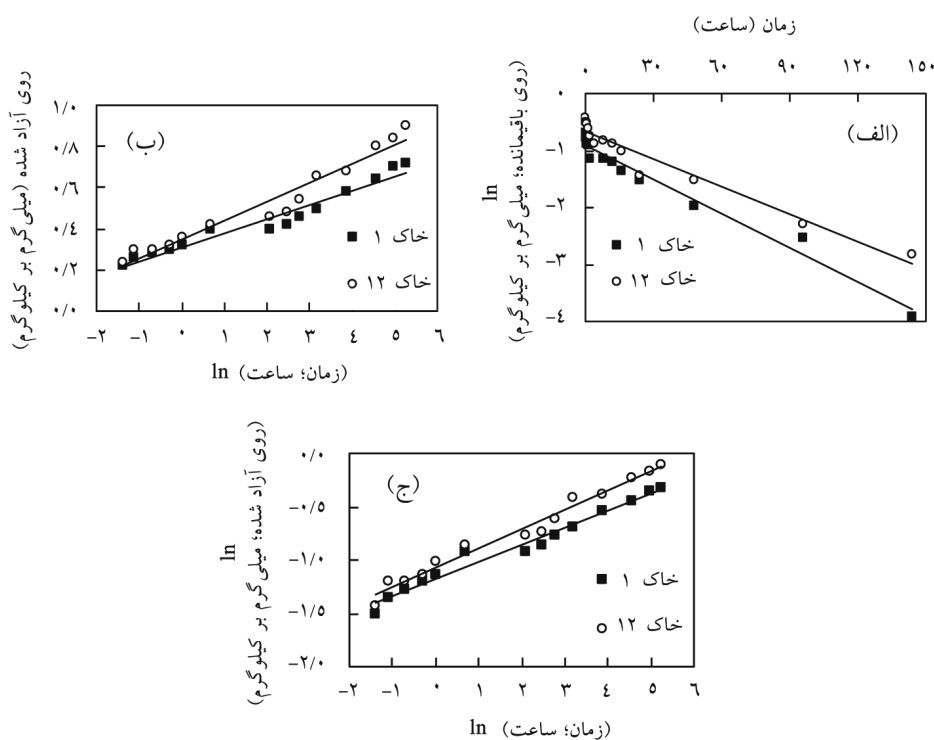 زمان (ساعت)
۰ ۳۰ ۶۰ ۹۰ ۱۲۰ ۱۵۰
ln
(روی باقیمانده؛ میلی گرم بر کیلوگرم)
۰
−۱
−۲
−۳
−٤
(الف)
خاک ۱
خاک ۱۲
روی آزاد شده (میلی گرم بر کیلوگرم)
۱/۰
۰/۸
۰/۶
۰/٤
۰/۲
۰/۰
(ب)
خاک ۱
خاک ۱۲
−۲ −۱ ۰ ۱ ۲ ۳ ٤ ۵ ۶
ln (زمان؛ ساعت)
ln
(روی آزاد شده؛ میلی گرم بر کیلوگرم)
۰/۰
−۰/۵
−۱/۰
−۱/۵
−۲/۰
(ج)
خاک ۱
خاک ۱۲
−۲ −۱ ۰ ۱ ۲ ۳ ٤ ۵ ۶
ln (زمان؛ ساعت)